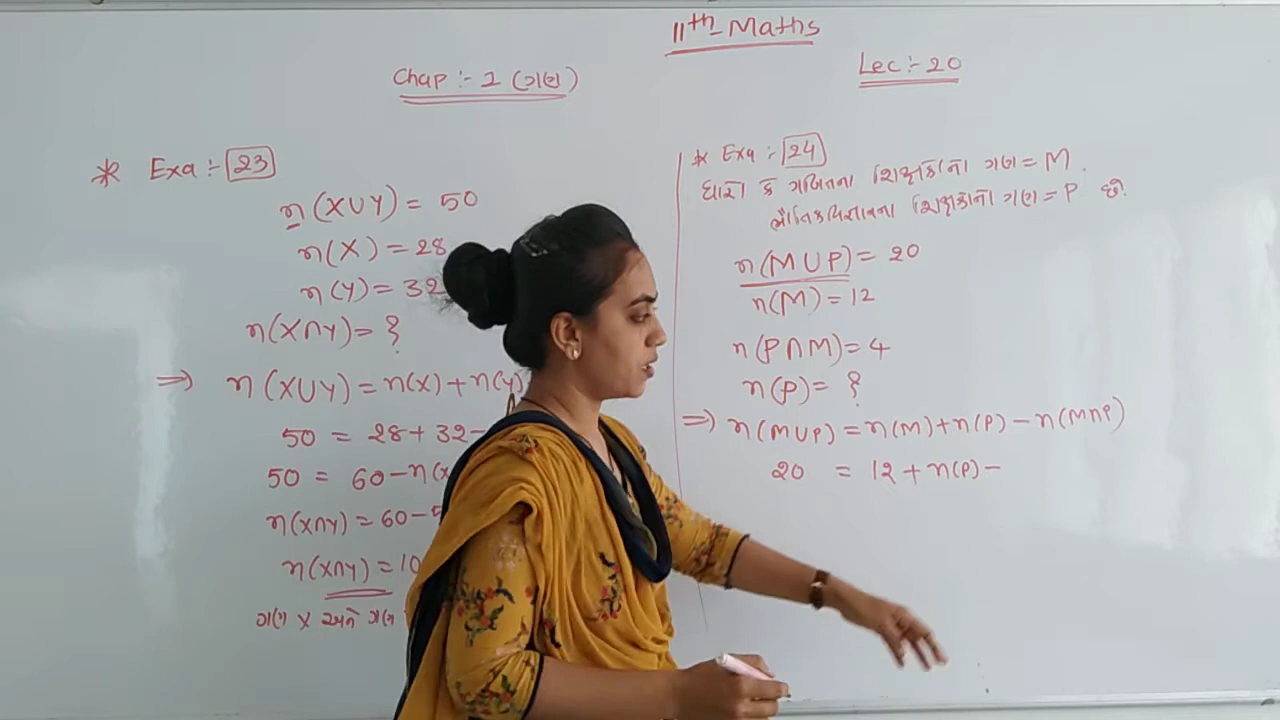 11th - Maths
Chap :- 1 (ગણ)
Lec :- 20
* Exa :- 23
n(X∪Y) = 50
n(X) = 28
n(Y) = 32
n(X∩Y) = ?
⇒ n(X∪Y) = n(X) + n(Y)
50 = 28 + 32 -
50 = 60 - n(X
n(X∩Y) = 60 - 5
n(X∩Y) = 10
ગણ X અને ગણ
* Exa :- 24
ધારો કે ગણિતના શિક્ષકોનો ગણ = M.
ભૌતિકવિજ્ઞાનના શિક્ષકોનો ગણ = P છે.
n(M∪P) = 20
n(M) = 12
n(P∩M) = 4
n(P) = ?
⇒ n(M∪P) = n(M) + n(P) - n(M∩P)
20 = 12 + n(P) -